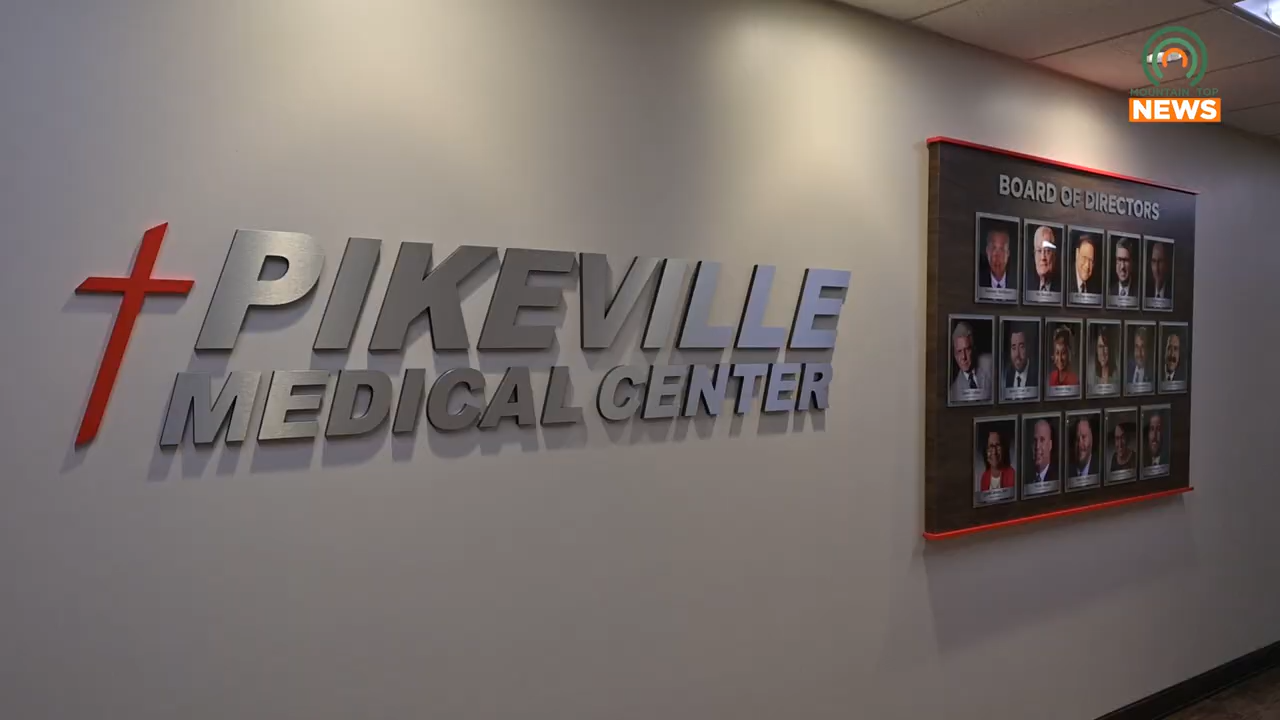 MOUNTAIN TOP
NEWS
PIKEVILLE
MEDICAL CENTER
BOARD OF DIRECTORS